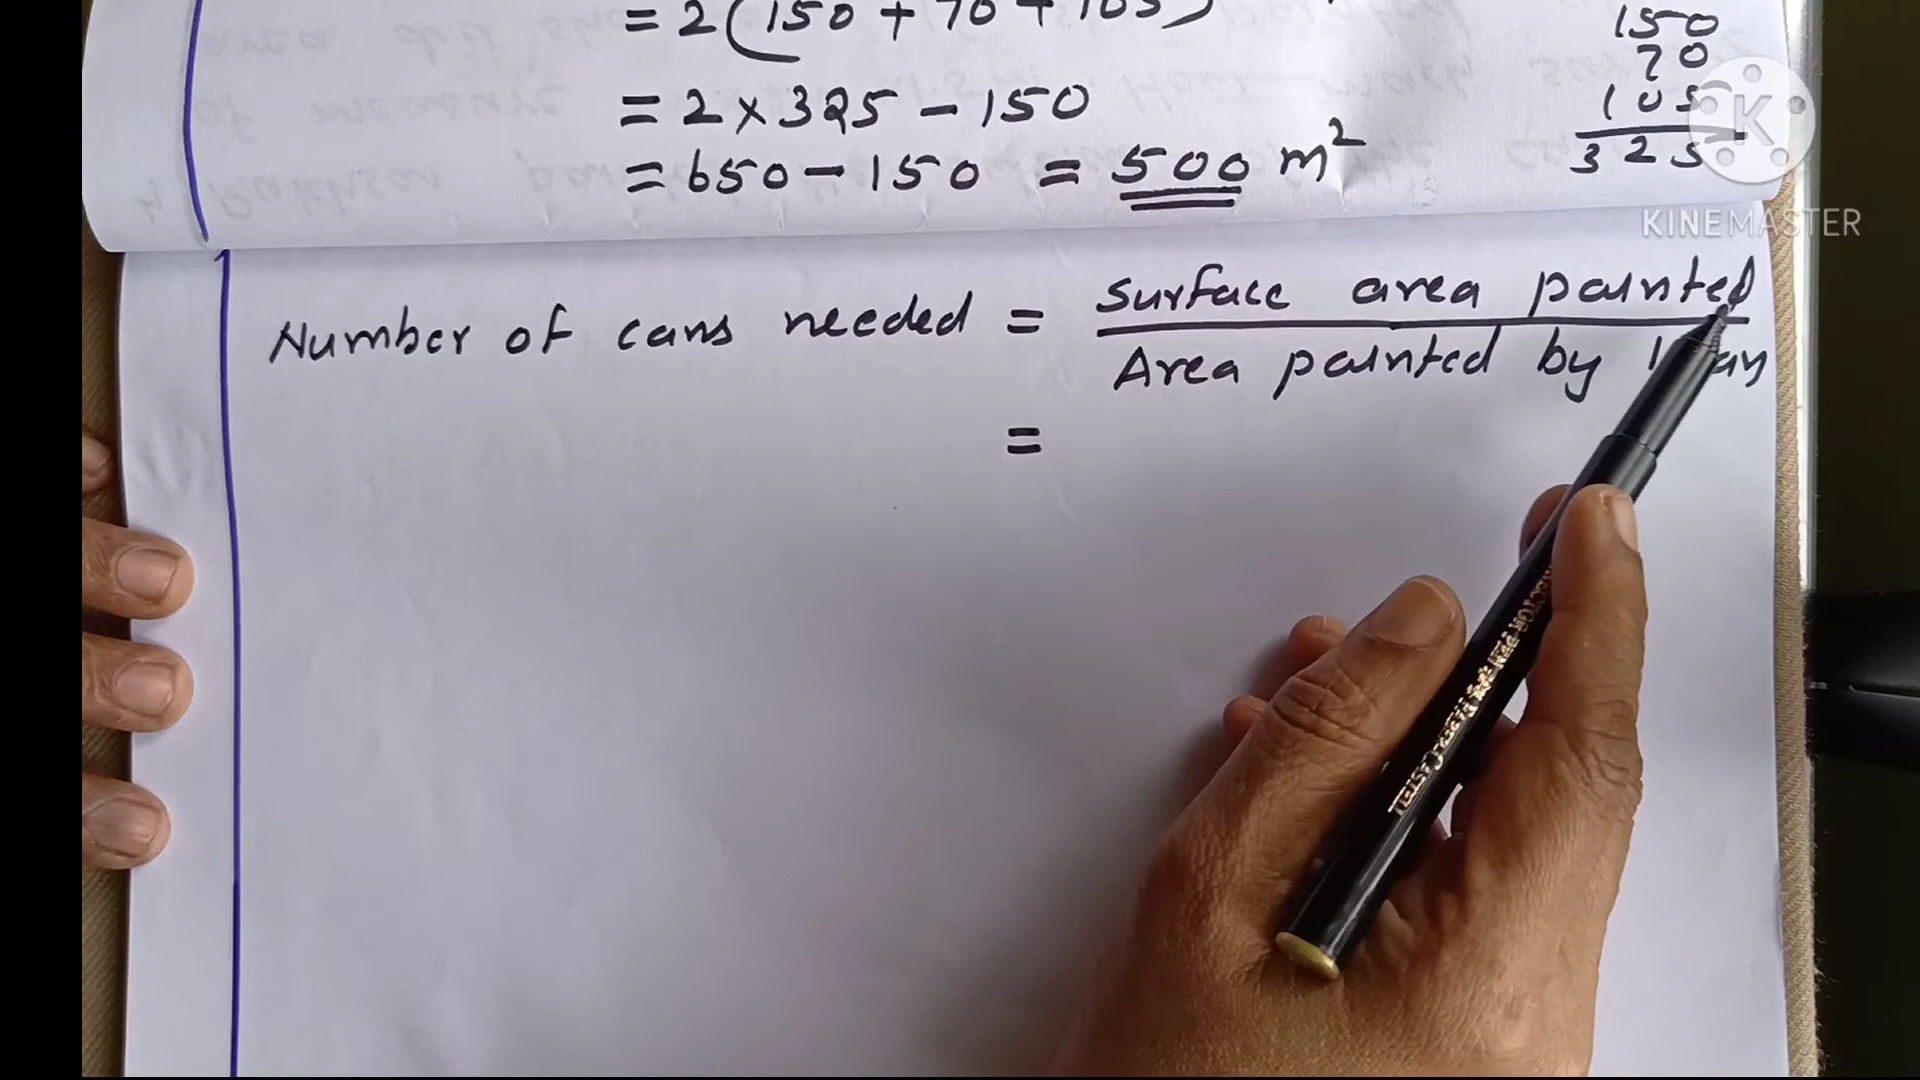 = 2(150 + 70 + 105)
= 2 × 325 - 150
= 650 - 150 = 500 m²
150
70
105
325
KINEMASTER
Number of cans needed = Surface area painted
Area painted by 1
=